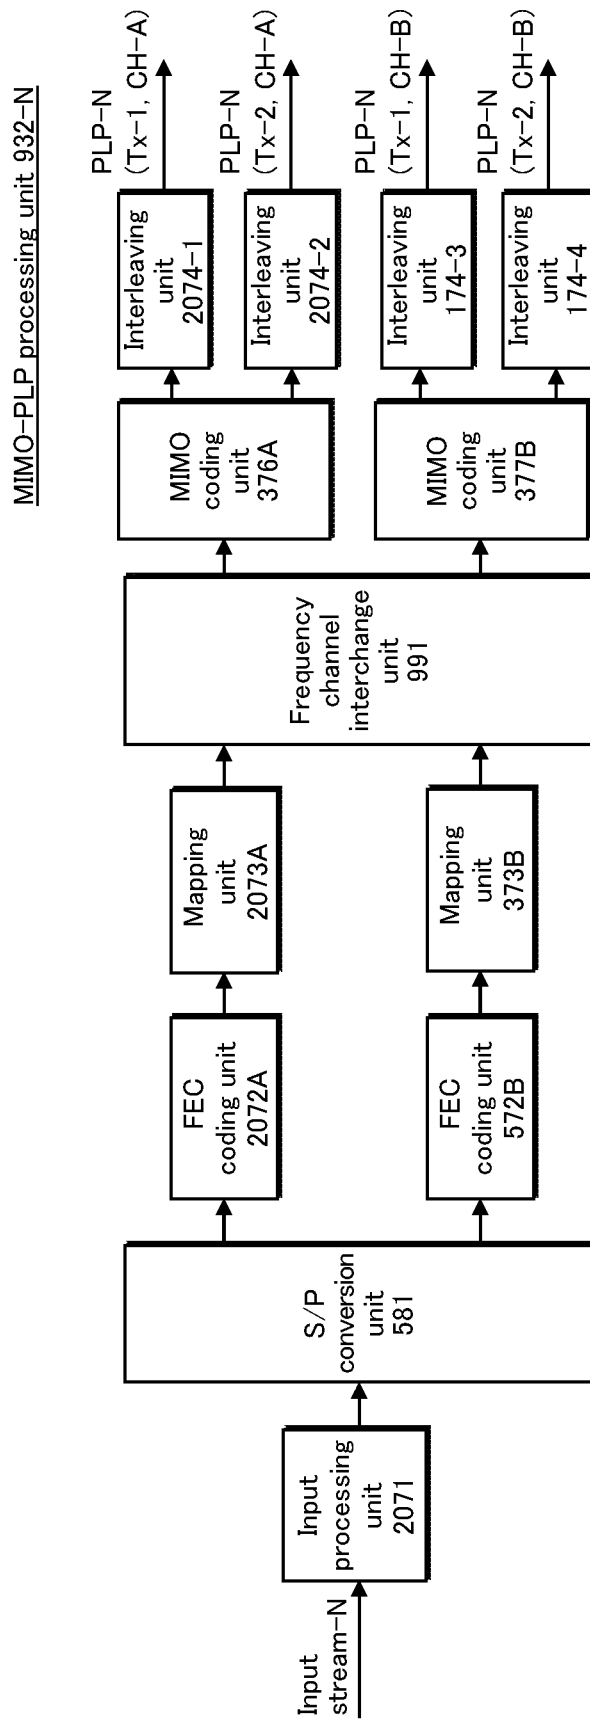 MIMO-PLP processing unit 932-N
Input
stream-N
Input
processing
unit
2071
S/P
conversion
unit
581
FEC
coding unit
2072A
Mapping
unit
2073A
FEC
coding unit
572B
Mapping
unit
373B
Frequency
channel
interchange
unit
991
MIMO
coding
unit
376A
MIMO
coding
unit
377B
Interleaving
unit
2074-1
PLP-N
(Tx-1, CH-A)
Interleaving
unit
2074-2
PLP-N
(Tx-2, CH-A)
Interleaving
unit
174-3
PLP-N
(Tx-1, CH-B)
Interleaving
unit
174-4
PLP-N
(Tx-2, CH-B)